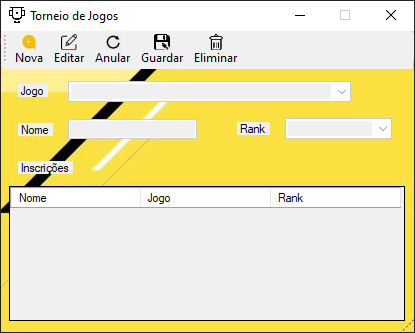 Torneio de Jogos
Nova Editar Anular Guardar Eliminar
Jogo
Nome Rank
Inscrições
Nome Jogo Rank